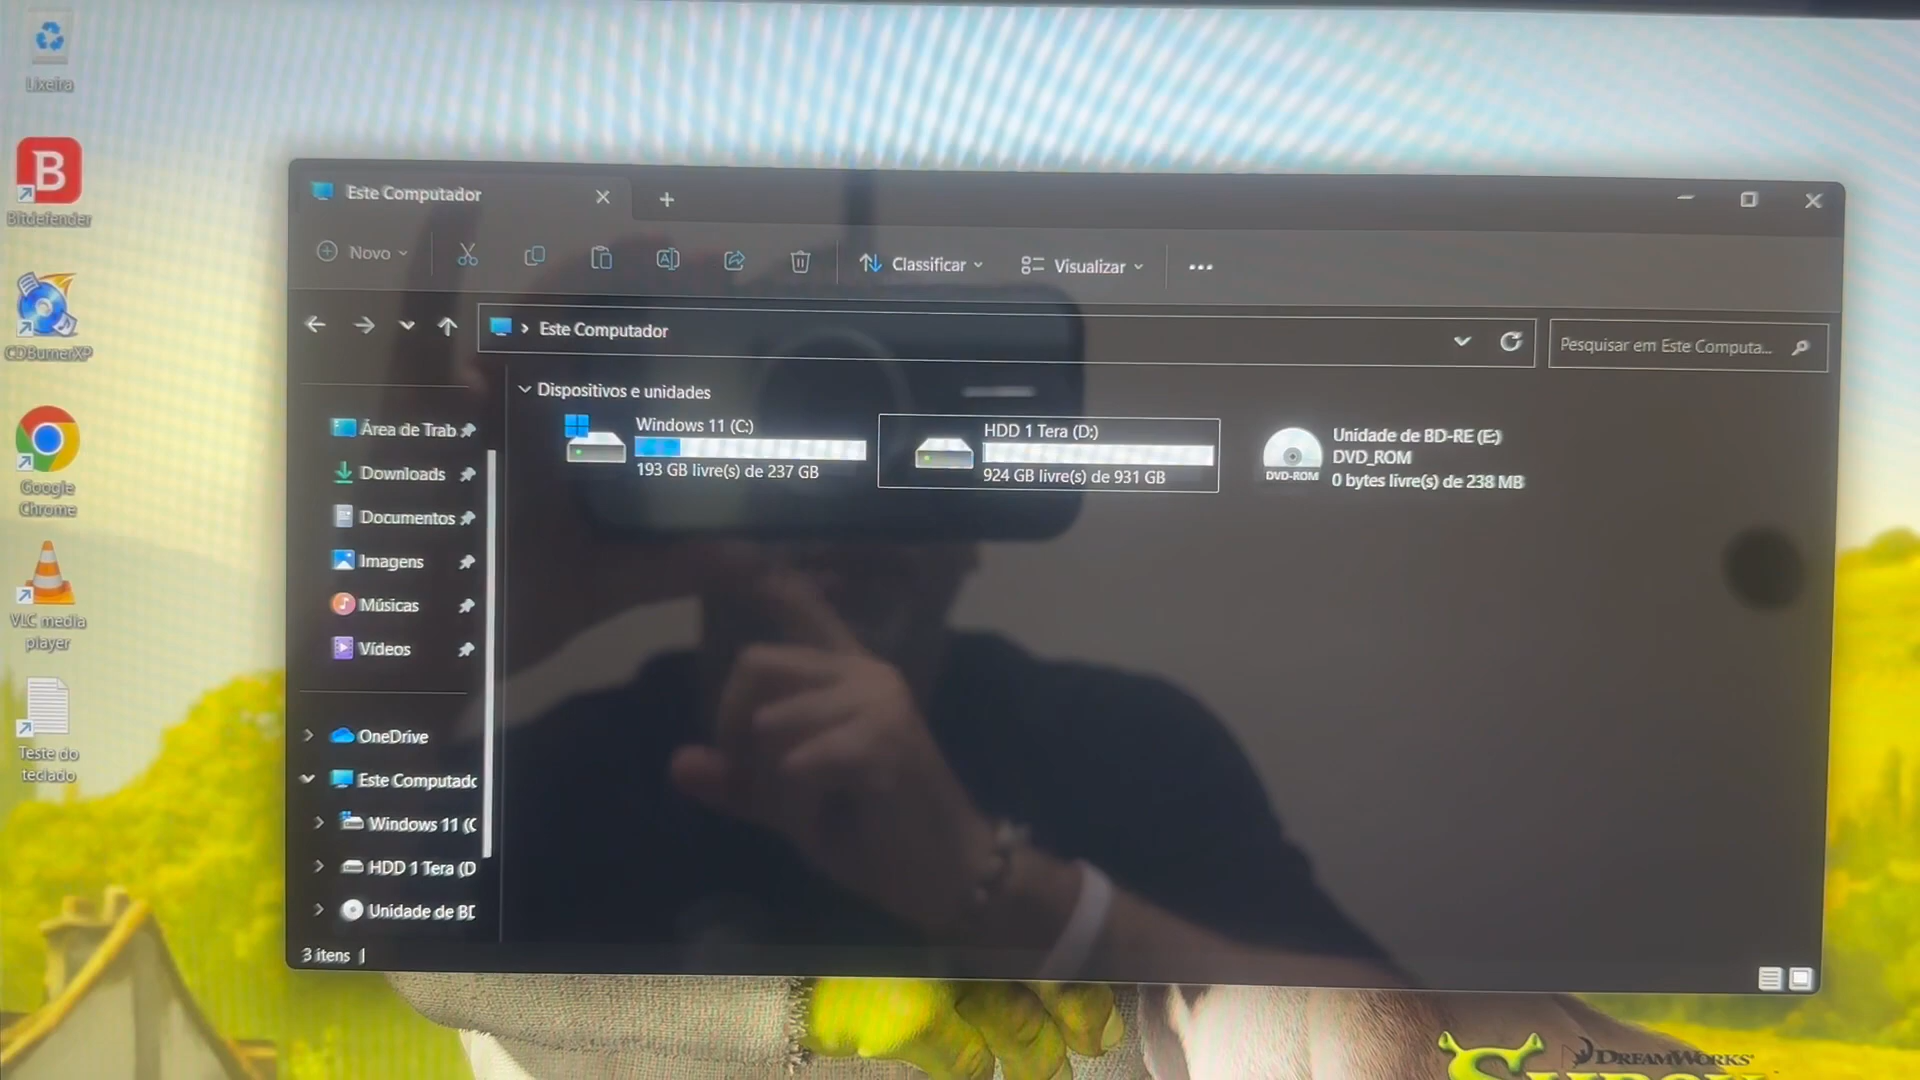 Lixeira
Bitdefender
CDBurnerXP
Google
Chrome
VLC media
player
Teste do
teclado
Este Computador
Novo
Classificar
Visualizar
Este Computador
Pesquisar em Este Computa...
Área de Trab
Downloads
Documentos
Imagens
Músicas
Vídeos
OneDrive
Este Computadc
Windows 11 (C
HDD 1 Tera (D
Unidade de BD
3 itens
Dispositivos e unidades
Windows 11 (C:)
193 GB livre(s) de 237 GB
HDD 1 Tera (D:)
924 GB livre(s) de 931 GB
DVD-ROM
Unidade de BD-RE (E:)
DVD_ROM
0 bytes livre(s) de 238 MB
DREAMWORKS